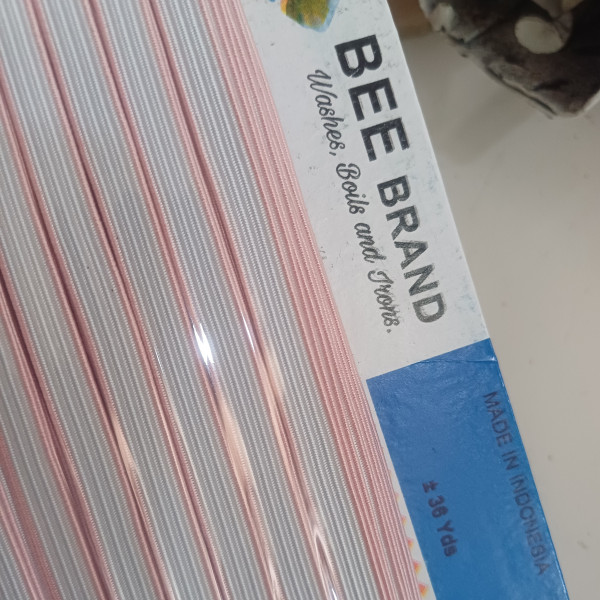 BEE BRAND
Washes, Boils and Irons.
MADE IN INDONESIA
± 36 Yds